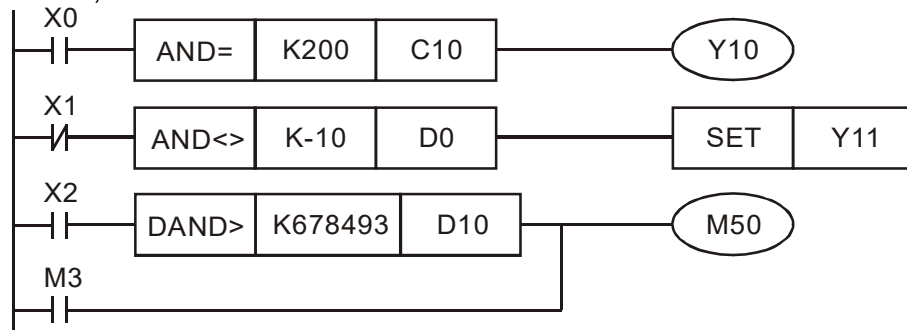 X0
AND= K200 C10 Y10
X1
AND<> K-10 D0 SET Y11
X2
DAND> K678493 D10 M50
M3